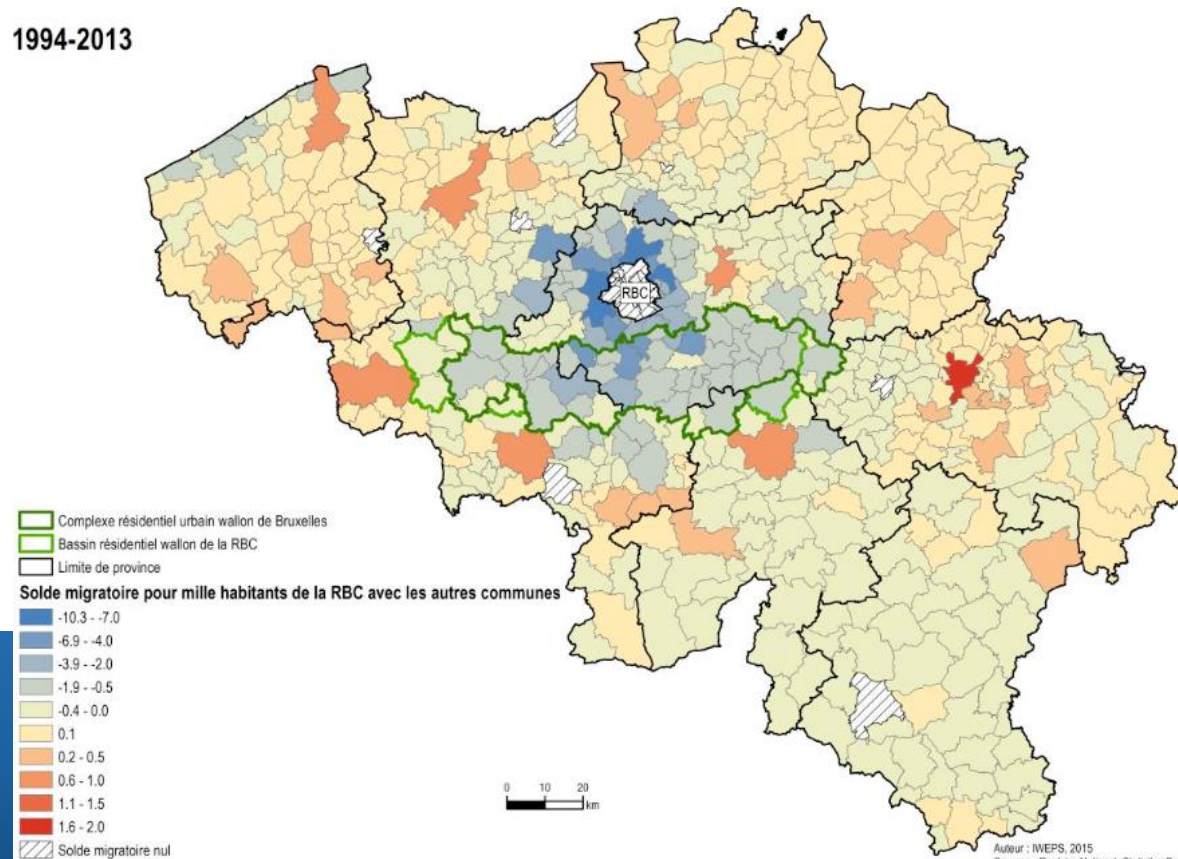 1994-2013
RBC
Complexe résidentiel urbain wallon de Bruxelles
Bassin résidentiel wallon de la RBC
Limite de province
Solde migratoire pour mille habitants de la RBC avec les autres communes
-10.3 - -7.0
-6.9 - -4.0
-3.9 - -2.0
-1.9 - -0.5
-0.4 - 0.0
0.1
0.2 - 0.5
0.6 - 1.0
1.1 - 1.5
1.6 - 2.0
Solde migratoire nul
0 10 20
km
Auteur : IWEPS, 2015